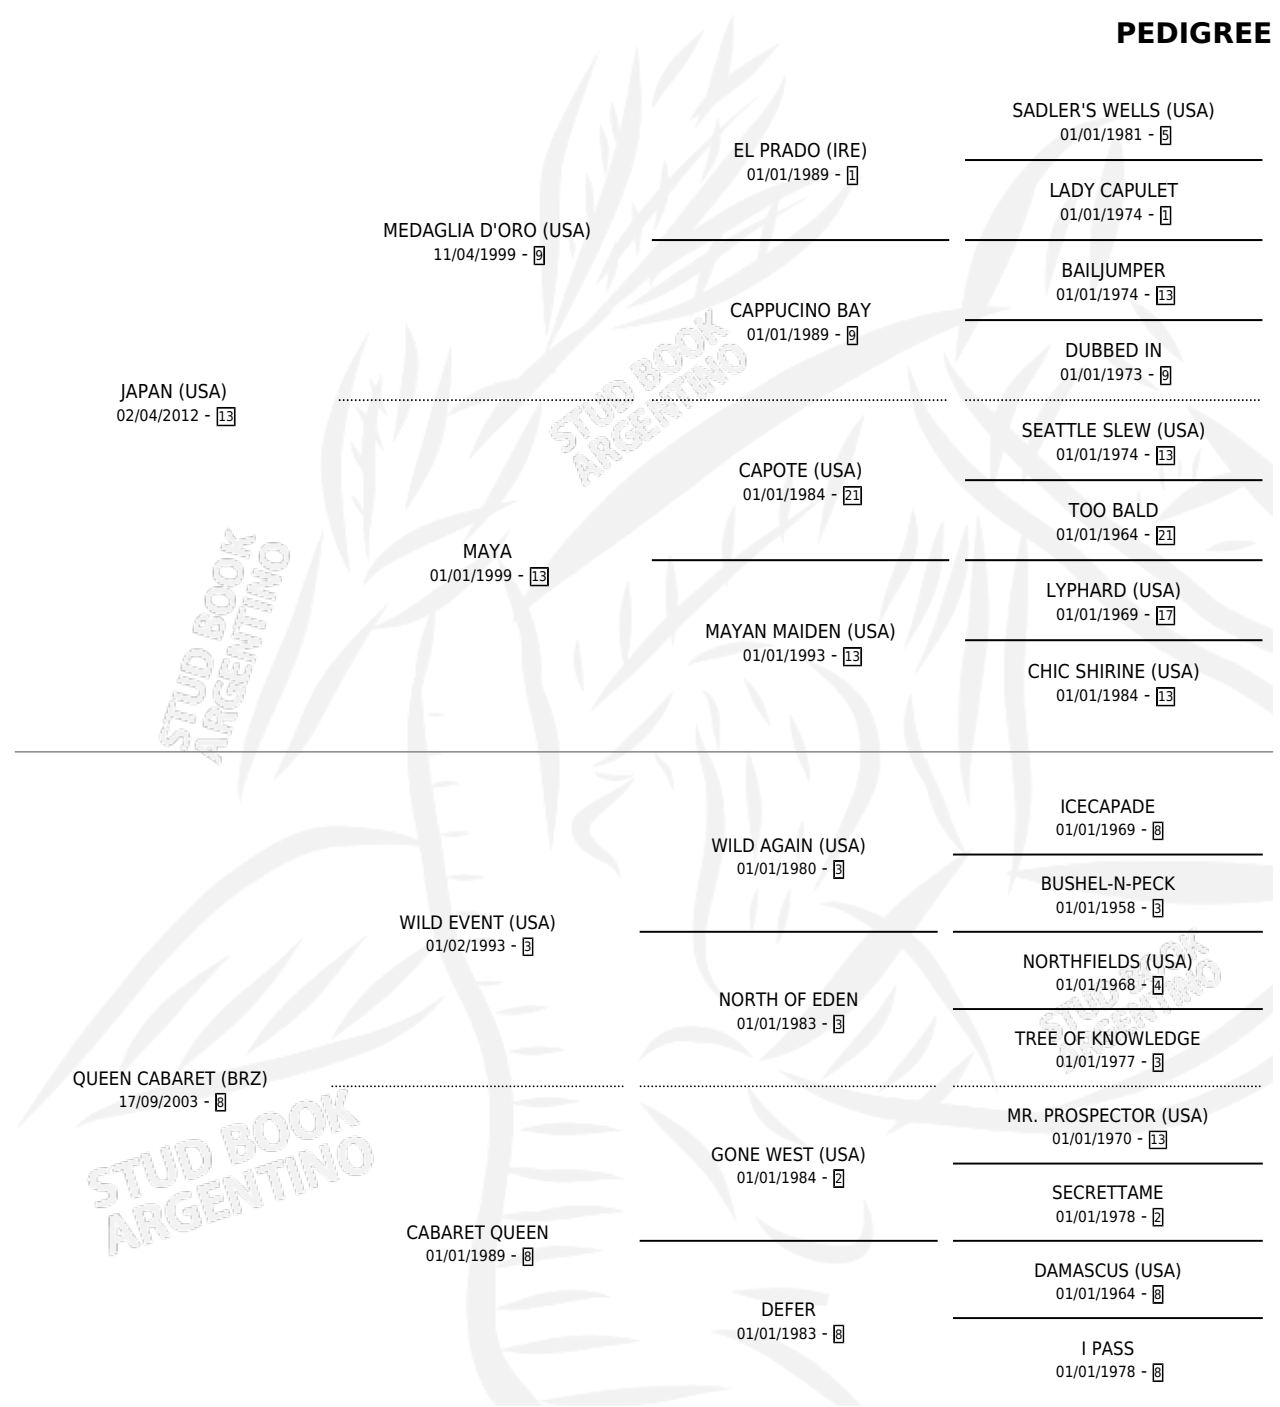 PEDIGREE
SADLER'S WELLS (USA)
01/01/1981 - 5
EL PRADO (IRE)
01/01/1989 - 1
LADY CAPULET
01/01/1974 - 1
MEDAGLIA D'ORO (USA)
11/04/1999 - 9
BAILJUMPER
01/01/1974 - 13
CAPPUCINO BAY
01/01/1989 - 9
DUBBED IN
01/01/1973 - 9
JAPAN (USA)
02/04/2012 - 13
STUD BOOK
ARGENTINO
SEATTLE SLEW (USA)
01/01/1974 - 13
CAPOTE (USA)
01/01/1984 - 21
TOO BALD
01/01/1964 - 21
MAYA
01/01/1999 - 13
LYPHARD (USA)
01/01/1969 - 17
MAYAN MAIDEN (USA)
01/01/1993 - 13
CHIC SHIRINE (USA)
01/01/1984 - 13
STUD BOOK
ARGENTINO
ICECAPADE
01/01/1969 - 8
WILD AGAIN (USA)
01/01/1980 - 3
BUSHEL-N-PECK
01/01/1958 - 3
WILD EVENT (USA)
01/02/1993 - 3
NORTHFIELDS (USA)
01/01/1968 - 4
NORTH OF EDEN
01/01/1983 - 3
TREE OF KNOWLEDGE
01/01/1977 - 3
STUD BOOK
ARGENTINO
QUEEN CABARET (BRZ)
17/09/2003 - 8
MR. PROSPECTOR (USA)
01/01/1970 - 13
GONE WEST (USA)
01/01/1984 - 2
SECRETTAME
01/01/1978 - 2
STUD BOOK
ARGENTINO
CABARET QUEEN
01/01/1989 - 8
DAMASCUS (USA)
01/01/1964 - 8
DEFER
01/01/1983 - 8
I PASS
01/01/1978 - 8